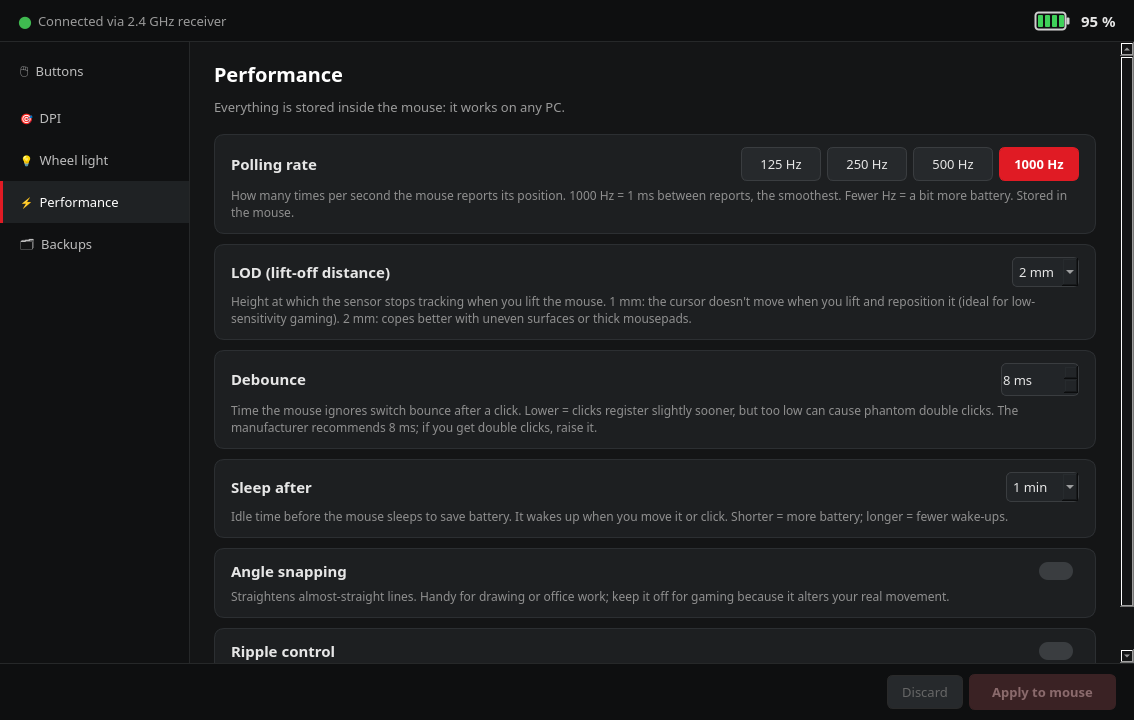 Connected via 2.4 GHz receiver
95 %
Buttons
DPI
Wheel light
Performance
Backups
Performance
Everything is stored inside the mouse: it works on any PC.
Polling rate
125 Hz
250 Hz
500 Hz
1000 Hz
How many times per second the mouse reports its position. 1000 Hz = 1 ms between reports, the smoothest. Fewer Hz = a bit more battery. Stored in
the mouse.
LOD (lift-off distance)
2 mm
Height at which the sensor stops tracking when you lift the mouse. 1 mm: the cursor doesn't move when you lift and reposition it (ideal for low-
sensitivity gaming). 2 mm: copes better with uneven surfaces or thick mousepads.
Debounce
8 ms
Time the mouse ignores switch bounce after a click. Lower = clicks register slightly sooner, but too low can cause phantom double clicks. The
manufacturer recommends 8 ms; if you get double clicks, raise it.
Sleep after
1 min
Idle time before the mouse sleeps to save battery. It wakes up when you move it or click. Shorter = more battery; longer = fewer wake-ups.
Angle snapping
Straightens almost-straight lines. Handy for drawing or office work; keep it off for gaming because it alters your real movement.
Ripple control
Discard
Apply to mouse